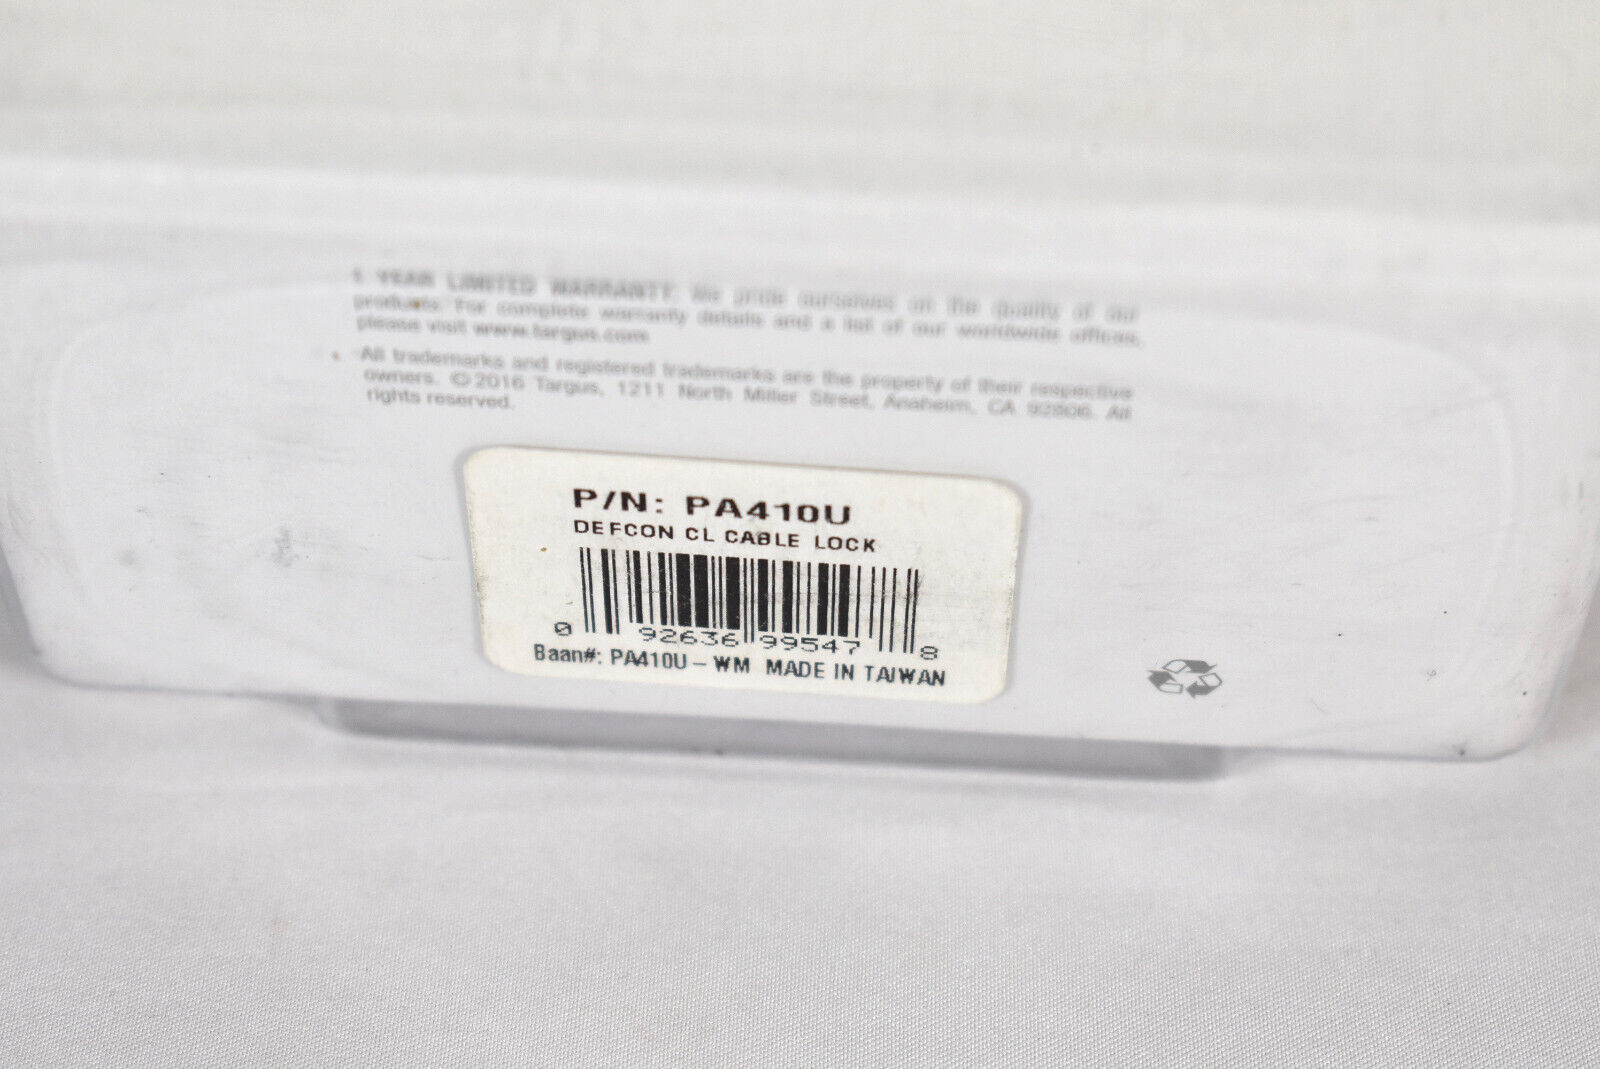 YEAR LIMITED WARRANTY: We pride ourselves on the quality of our
products. For complete warranty details and a list of our worldwide offices,
please visit www.targus.com
All trademarks and registered trademarks are the property of their respective
owners. ©2016 Targus, 1211 North Miller Street, Anaheim, CA 92806. All
rights reserved.
P/N: PA410U
DEFCON CL CABLE LOCK
0 92636 99547 8
Baan#: PA410U-WM MADE IN TAIWAN